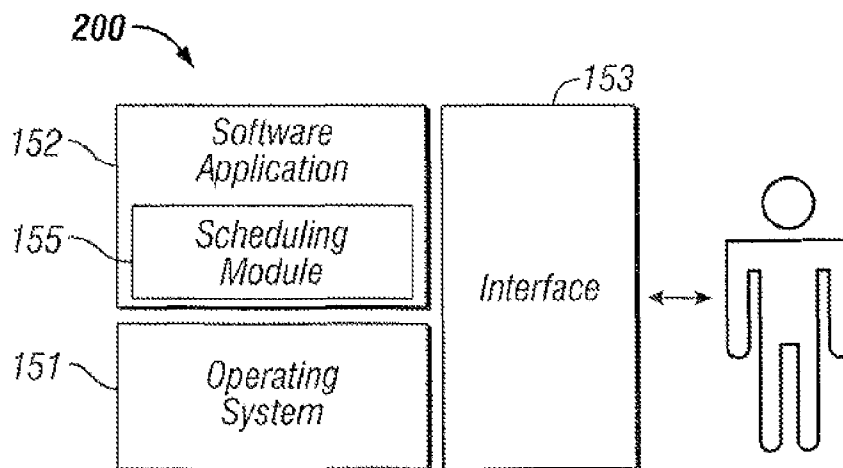 200
153
152
Software
Application
155
Scheduling
Module
Interface
151
Operating
System